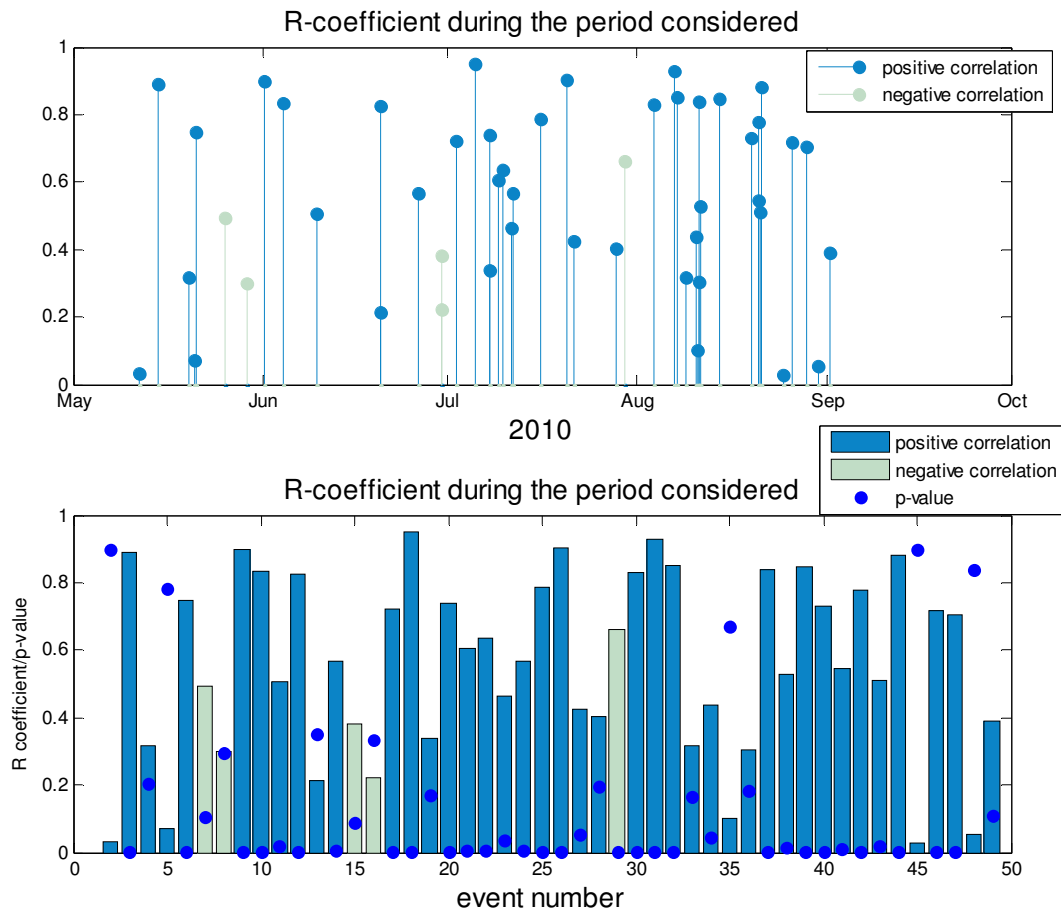 R-coefficient during the period considered
1
0.8
0.6
0.4
0.2
0
positive correlation
negative correlation
May Jun Jul Aug Sep Oct
2010
positive correlation
negative correlation
p-value
R-coefficient during the period considered
R coefficient/p-value
1
0.8
0.6
0.4
0.2
0
0 5 10 15 20 25 30 35 40 45 50
event number